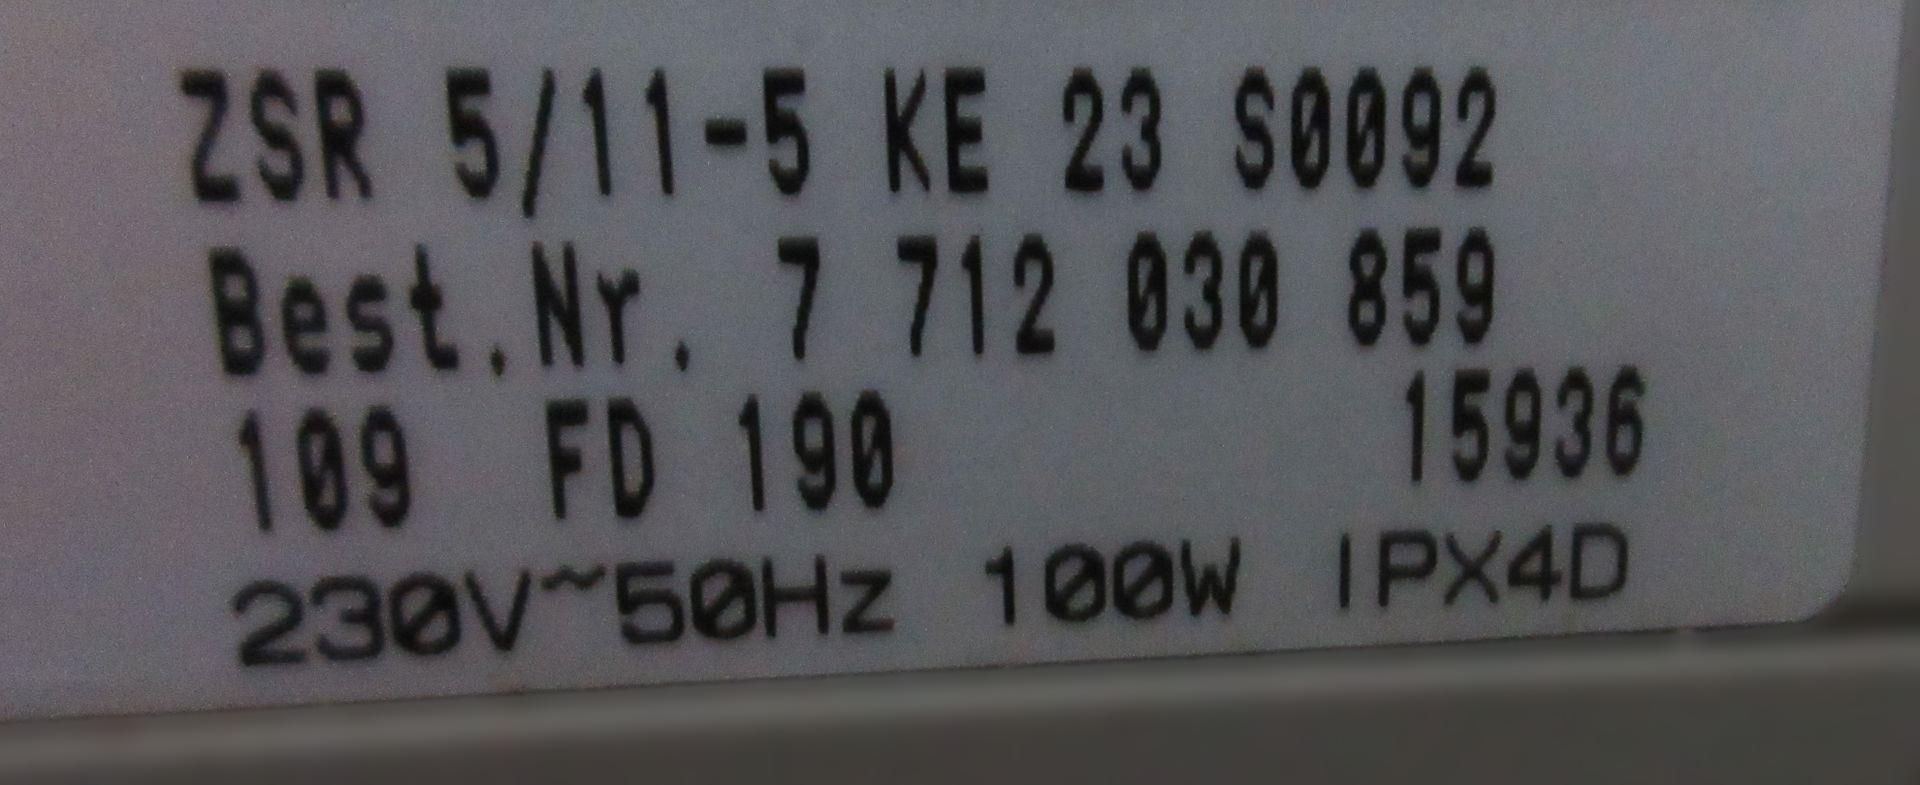 ZSR 5/11-5 KE 23 S0092
Best.Nr. 7 712 030 859
109 FD 190 15936
230V~50Hz 100W IPX4D